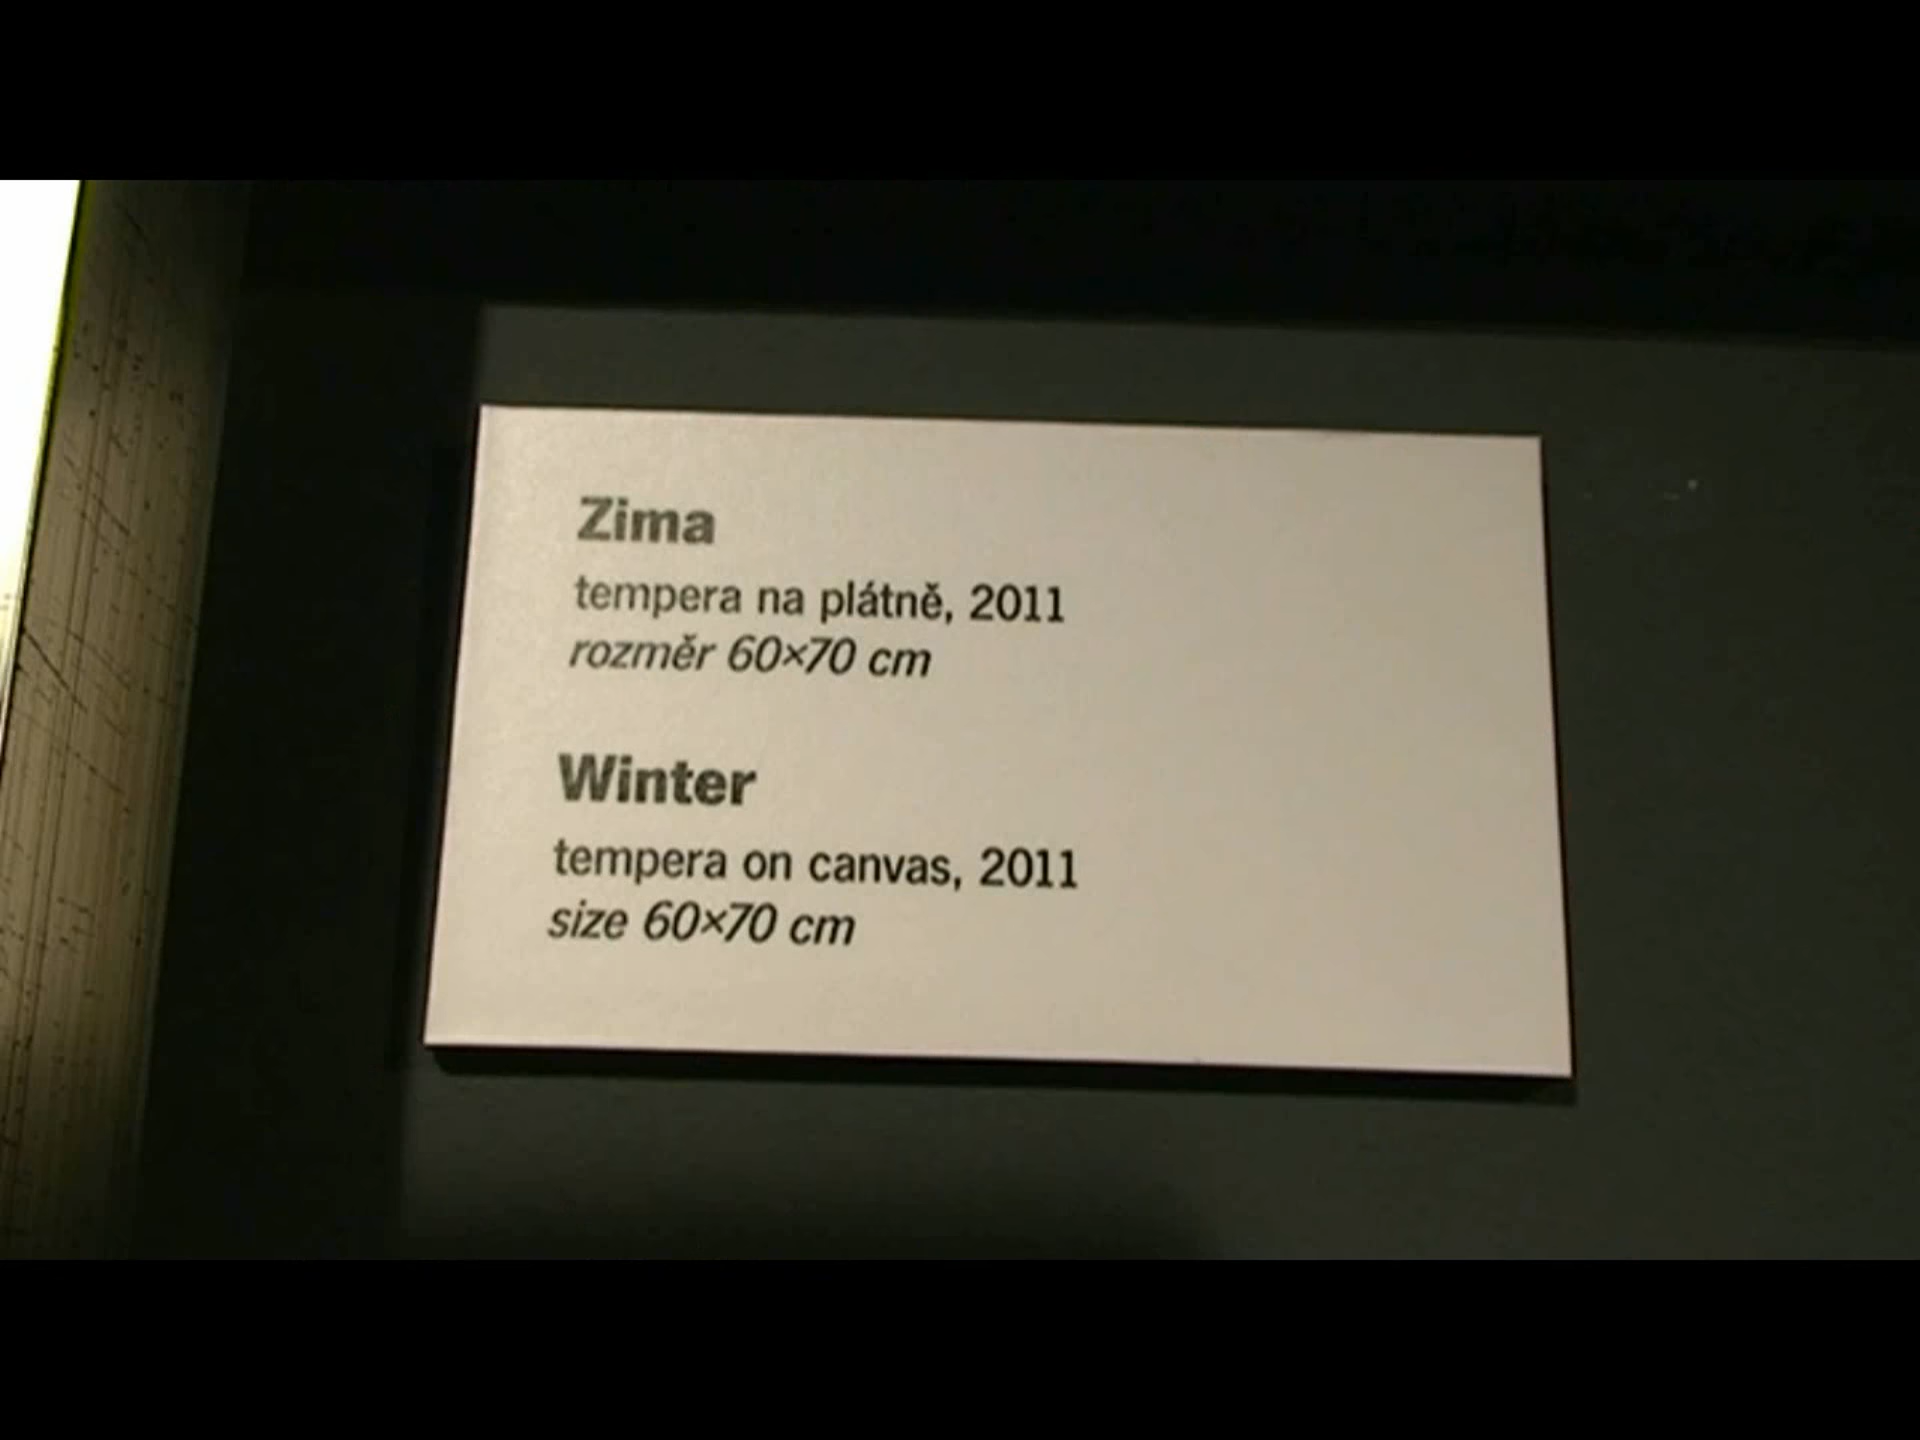 Zima
tempera na plátně, 2011
rozměr 60×70 cm
Winter
tempera on canvas, 2011
size 60×70 cm